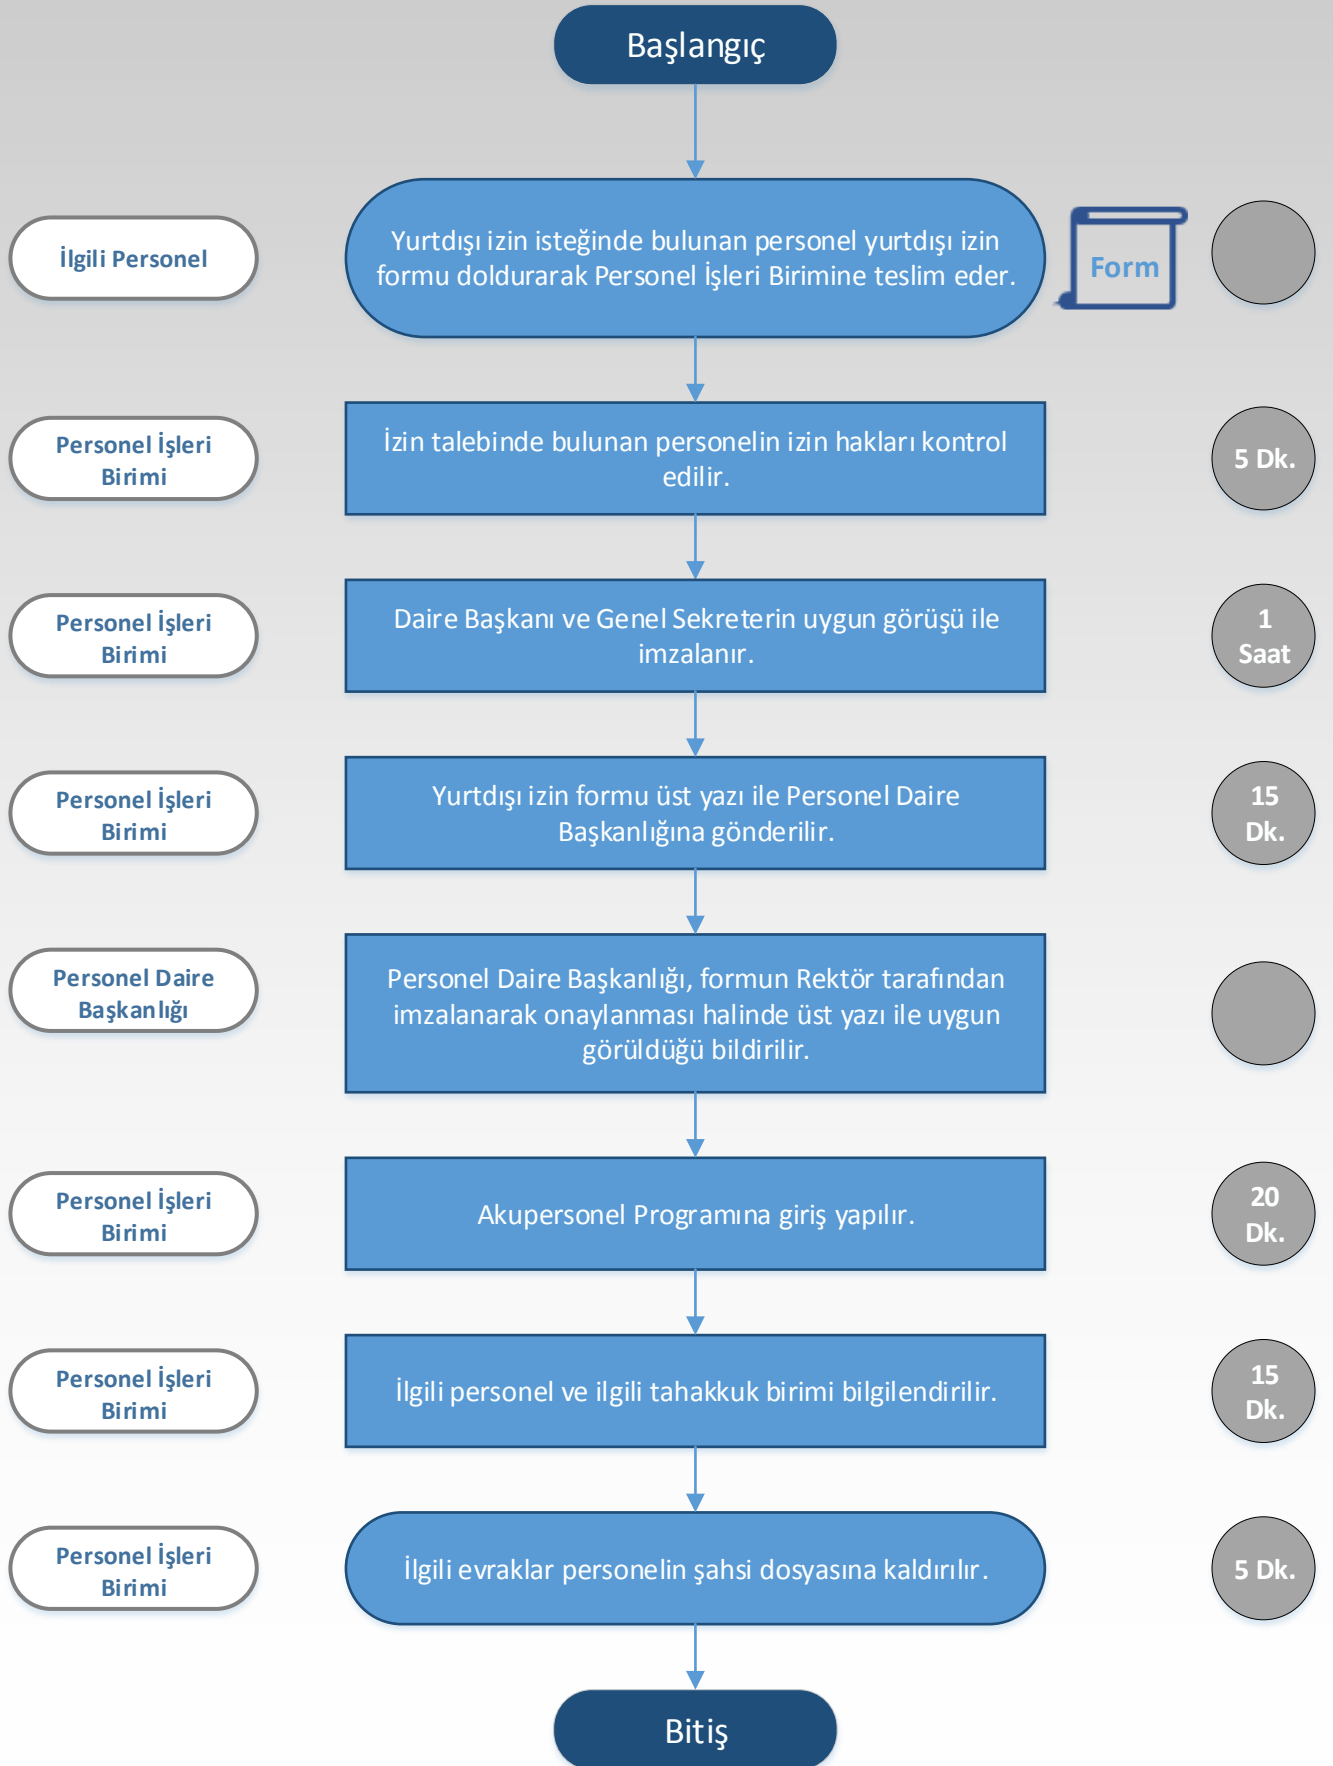 Başlangıç
İlgili Personel
Yurtdışı izin isteğinde bulunan personel yurtdışı izin
formu doldurarak Personel İşleri Birimine teslim eder.
Form
Personel İşleri
Birimi
İzin talebinde bulunan personelin izin hakları kontrol
edilir.
5 Dk.
Personel İşleri
Birimi
Daire Başkanı ve Genel Sekreterin uygun görüşü ile
imzalanır.
1
Saat
Personel İşleri
Birimi
Yurtdışı izin formu üst yazı ile Personel Daire
Başkanlığına gönderilir.
15
Dk.
Personel Daire
Başkanlığı
Personel Daire Başkanlığı, formun Rektör tarafından
imzalanarak onaylanması halinde üst yazı ile uygun
görüldüğü bildirilir.
Personel İşleri
Birimi
Akupersonel Programına giriş yapılır.
20
Dk.
Personel İşleri
Birimi
İlgili personel ve ilgili tahakkuk birimi bilgilendirilir.
15
Dk.
Personel İşleri
Birimi
İlgili evraklar personelin şahsi dosyasına kaldırılır.
5 Dk.
Bitiş